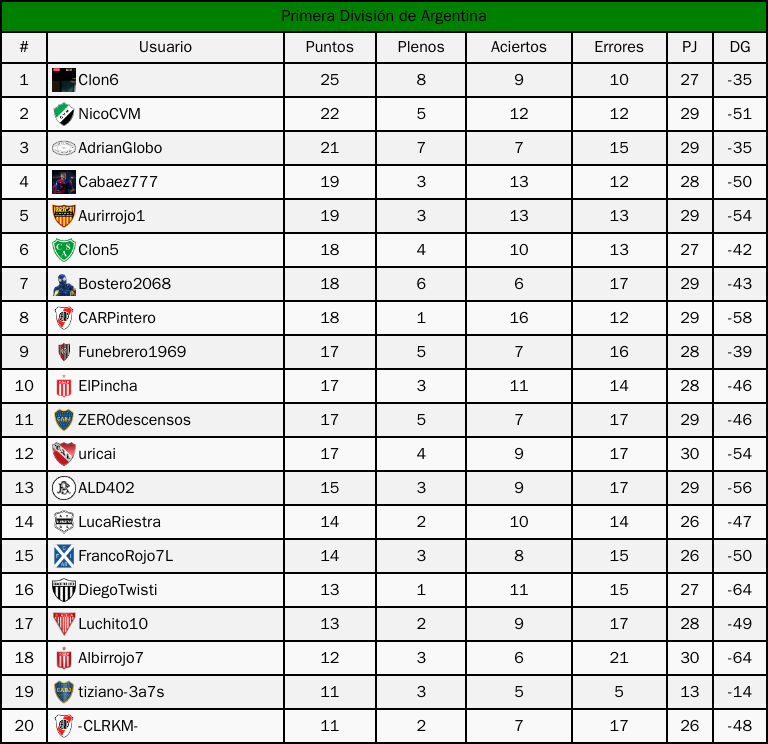 Primera División de Argentina
# Usuario Puntos Plenos Aciertos Errores PJ DG
1 Clon6 25 8 9 10 27 -35
2 NicoCVM 22 5 12 12 29 -51
3 AdrianGlobo 21 7 7 15 29 -35
4 Cabaez777 19 3 13 12 28 -50
5 Aurirrojo1 19 3 13 13 29 -54
6 Clon5 18 4 10 13 27 -42
7 Bostero2068 18 6 6 17 29 -43
8 CARPintero 18 1 16 12 29 -58
9 Funebrero1969 17 5 7 16 28 -39
10 ElPincha 17 3 11 14 28 -46
11 ZER0descensos 17 5 7 17 29 -46
12 uricai 17 4 9 17 30 -54
13 ALD402 15 3 9 17 29 -56
14 LucaRiestra 14 2 10 14 26 -47
15 FrancoRojo7L 14 3 8 15 26 -50
16 DiegoTwisti 13 1 11 15 27 -64
17 Luchito10 13 2 9 17 28 -49
18 Albirrojo7 12 3 6 21 30 -64
19 tiziano-3a7s 11 3 5 5 13 -14
20 -CLRKM- 11 2 7 17 26 -48